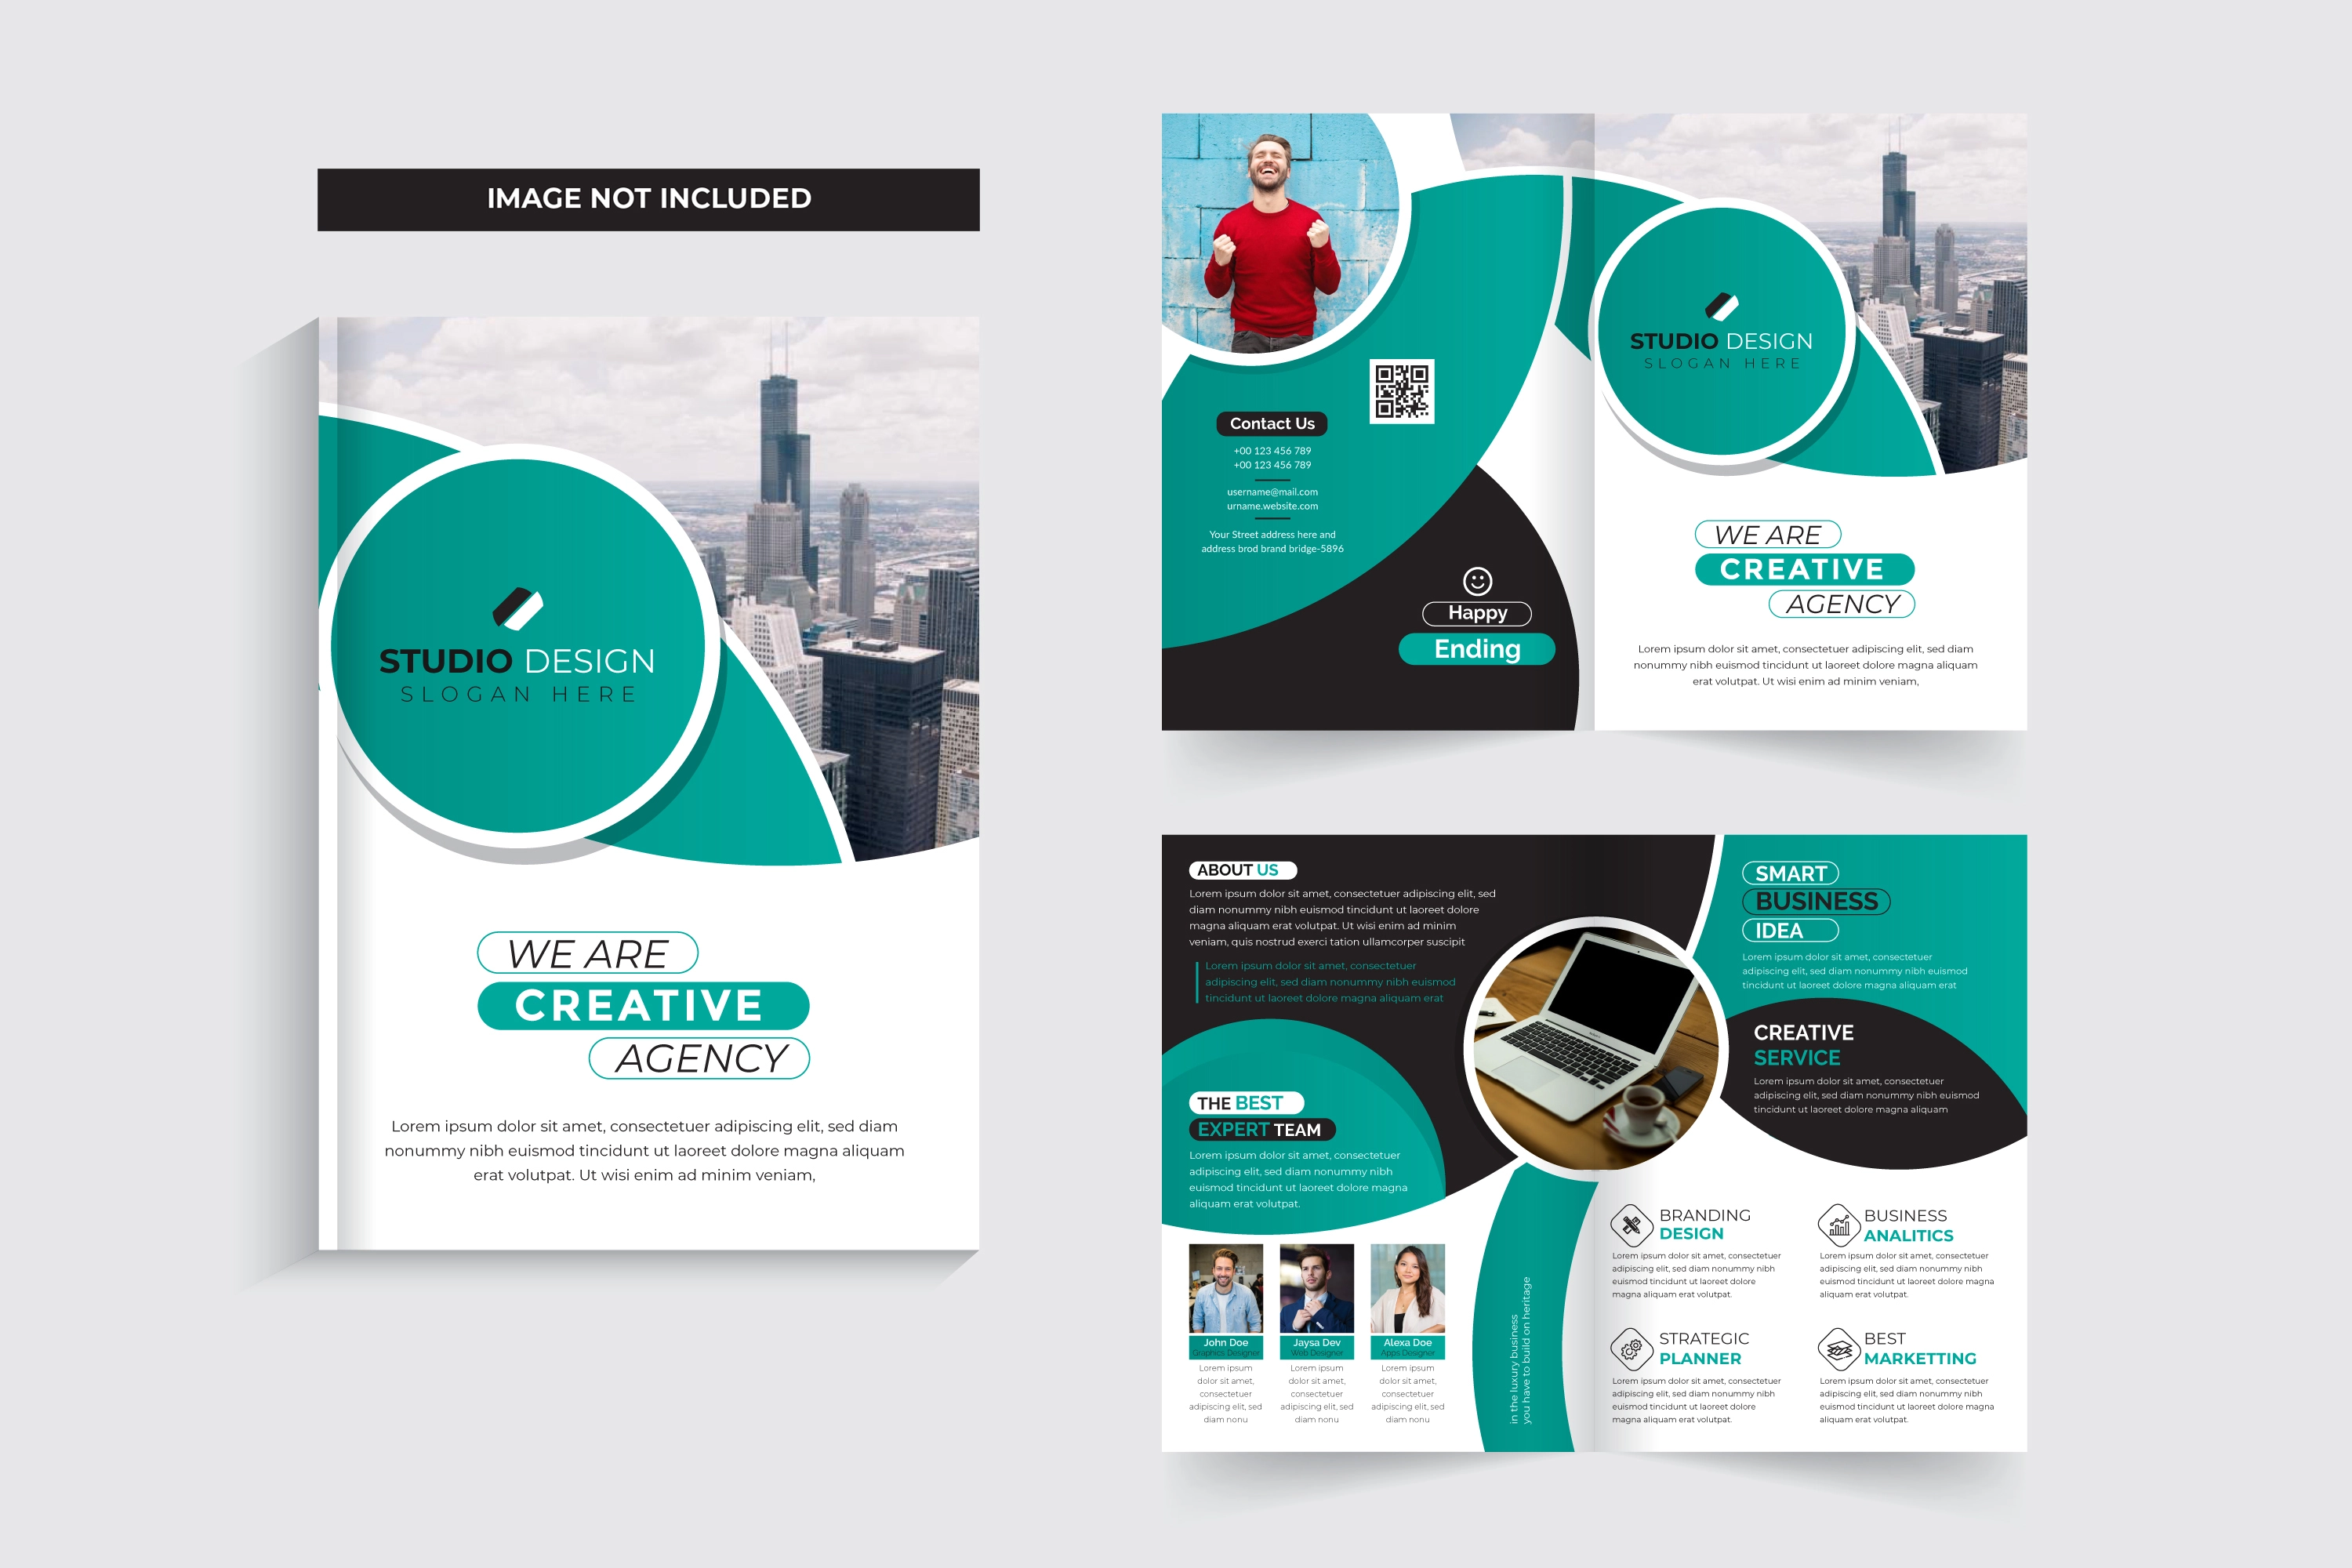 IMAGE NOT INCLUDED
STUDIO DESIGN
SLOGAN HERE
WE ARE
CREATIVE
AGENCY
Lorem ipsum dolor sit amet, consectetuer adipiscing elit, sed diam
nonummy nibh euismod tincidunt ut laoreet dolore magna aliquam
erat volutpat. Ut wisi enim ad minim veniam,
Contact Us
+00 123 456 789
+00 123 456 789
username@mail.com
urname.website.com
Your Street address here and
address brod brand bridge-5896
Happy
Ending
STUDIO DESIGN
SLOGAN HERE
WE ARE
CREATIVE
AGENCY
Lorem ipsum dolor sit amet, consectetuer adipiscing elit, sed diam
nonummy nibh euismod tincidunt ut laoreet dolore magna aliquam
erat volutpat. Ut wisi enim ad minim veniam,
ABOUT US
Lorem ipsum dolor sit amet, consectetuer adipiscing elit, sed
diam nonummy nibh euismod tincidunt ut laoreet dolore
magna aliquam erat volutpat. Ut wisi enim ad minim
veniam, quis nostrud exerci tation ullamcorper suscipit
Lorem ipsum dolor sit amet, consectetuer
adipiscing elit, sed diam nonummy nibh euismod
tincidunt ut laoreet dolore magna aliquam erat
THE BEST
EXPERT TEAM
Lorem ipsum dolor sit amet, consectetuer
adipiscing elit, sed diam nonummy nibh
euismod tincidunt ut laoreet dolore magna
aliquam erat volutpat.
John Doe
Graphics Designer
Lorem ipsum
dolor sit amet,
consectetuer
adipiscing elit, sed
diam nonu
Jaysa Dev
Web Designer
Lorem ipsum
dolor sit amet,
consectetuer
adipiscing elit, sed
diam nonu
Alexa Doe
Apps Designer
Lorem ipsum
dolor sit amet,
consectetuer
adipiscing elit, sed
diam nonu
in the luxury business
you have to build on heritage
SMART
BUSINESS
IDEA
Lorem ipsum dolor sit amet, consectetuer
adipiscing elit, sed diam nonummy nibh euismod
tincidunt ut laoreet dolore magna aliquam erat
CREATIVE
SERVICE
Lorem ipsum dolor sit amet, consectetuer
adipiscing elit, sed diam nonummy nibh euismod
tincidunt ut laoreet dolore magna aliquam
BRANDING
DESIGN
Lorem ipsum dolor sit amet, consectetuer
adipiscing elit, sed diam nonummy nibh
euismod tincidunt ut laoreet dolore
magna aliquam erat volutpat.
BUSINESS
ANALITICS
Lorem ipsum dolor sit amet, consectetuer
adipiscing elit, sed diam nonummy nibh
euismod tincidunt ut laoreet dolore magna
aliquam erat volutpat.
STRATEGIC
PLANNER
Lorem ipsum dolor sit amet, consectetuer
adipiscing elit, sed diam nonummy nibh
euismod tincidunt ut laoreet dolore
magna aliquam erat volutpat.
BEST
MARKETTING
Lorem ipsum dolor sit amet, consectetuer
adipiscing elit, sed diam nonummy nibh
euismod tincidunt ut laoreet dolore magna
aliquam erat volutpat.